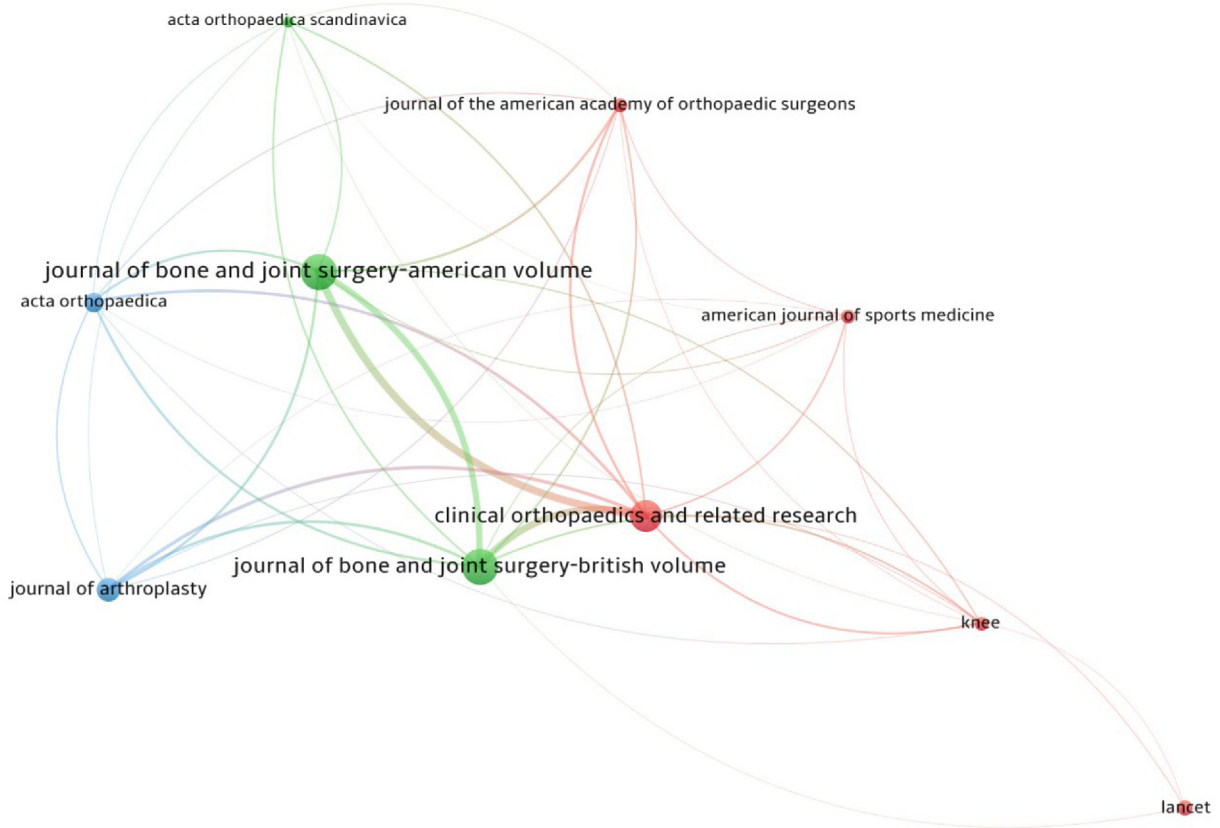 acta orthopaedica scandinavica
journal of the american academy of orthopaedic surgeons
journal of bone and joint surgery-american volume
acta orthopaedica
american journal of sports medicine
clinical orthopaedics and related research
journal of bone and joint surgery-british volume
journal of arthroplasty
knee
lancet